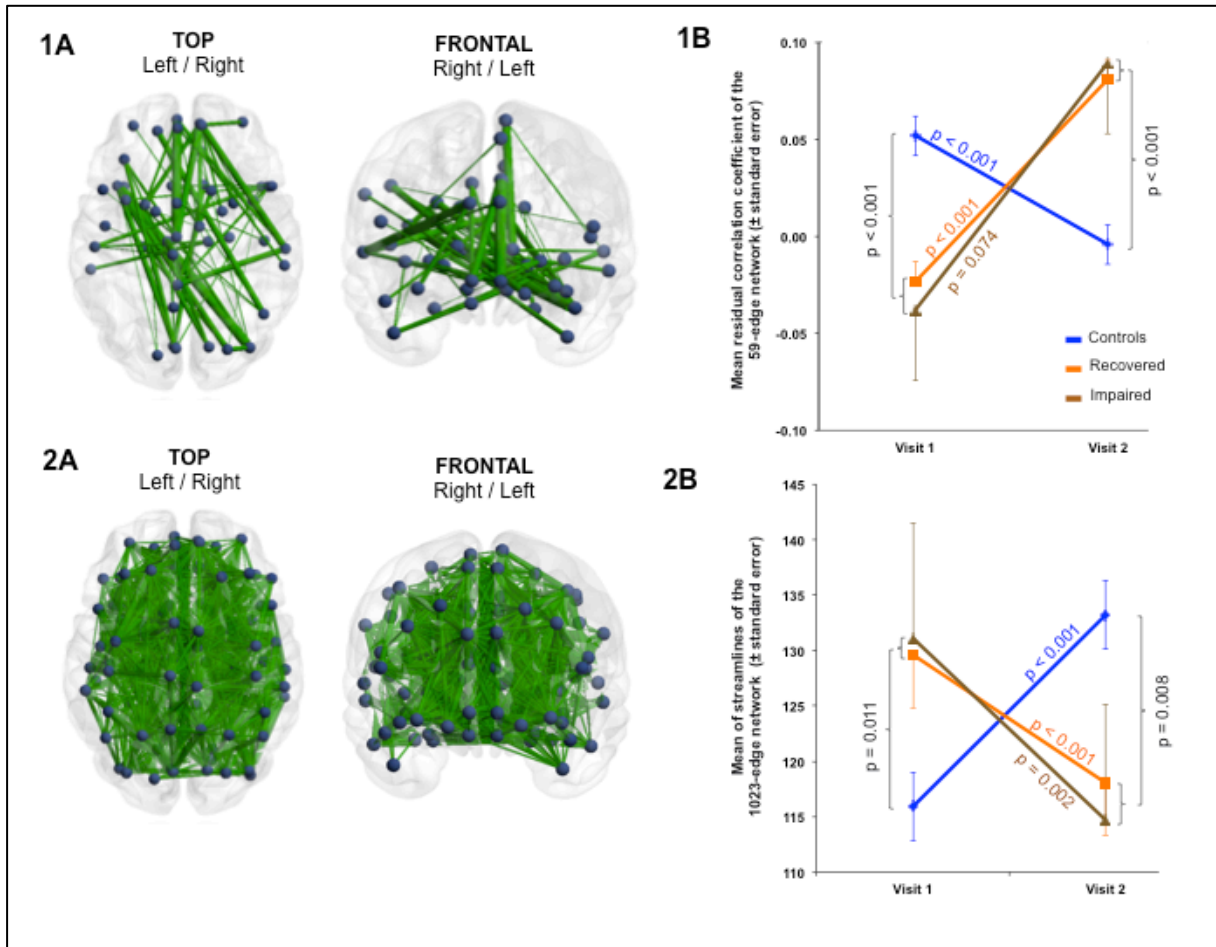 1A
TOP
Left / Right
FRONTAL
Right / Left
1B
Mean residual correlation coefficient of the
59-edge network (± standard error)
0.10
0.05
0.00
-0.05
-0.10
p < 0.001
p < 0.001
p < 0.001
p = 0.074
p < 0.001
Controls
Recovered
Impaired
Visit 1
Visit 2
2A
TOP
Left / Right
FRONTAL
Right / Left
2B
Mean of streamlines of the
1023-edge network (± standard error)
145
140
135
130
125
120
115
110
p = 0.011
p < 0.001
p < 0.001
p = 0.002
p = 0.008
Visit 1
Visit 2